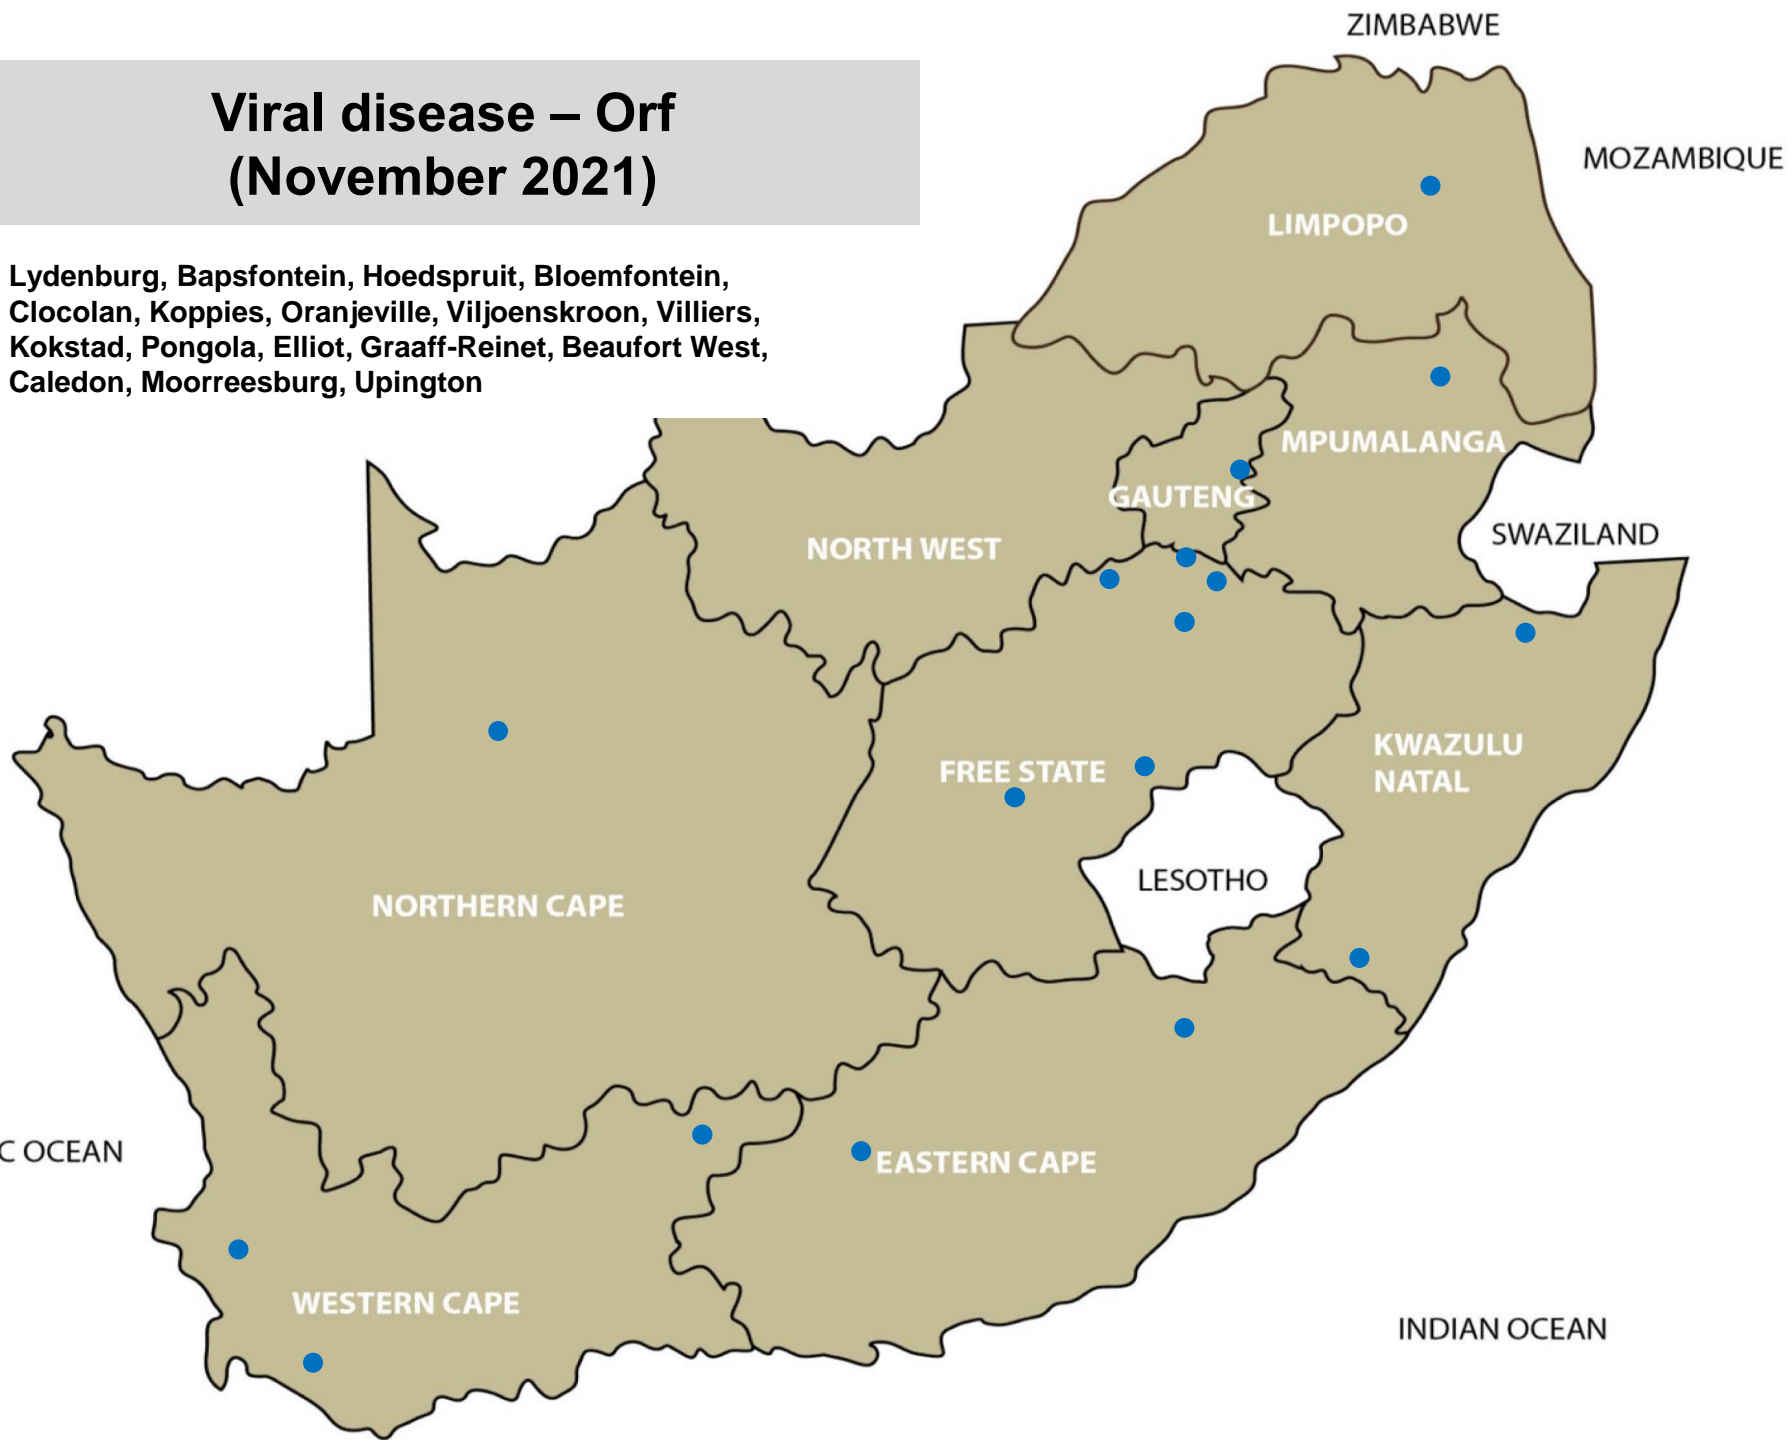 ZIMBABWE
Viral disease – Orf
(November 2021)
MOZAMBIQUE
LIMPOPO
Lydenburg, Bapsfontein, Hoedspruit, Bloemfontein,
Clocolan, Koppies, Oranjeville, Viljoenskroon, Villiers,
Kokstad, Pongola, Elliot, Graaff-Reinet, Beaufort West,
Caledon, Moorreesburg, Upington
MPUMALANGA
GAUTENG
NORTH WEST
SWAZILAND
KWAZULU
NATAL
FREE STATE
LESOTHO
NORTHERN CAPE
C OCEAN
EASTERN CAPE
WESTERN CAPE
INDIAN OCEAN